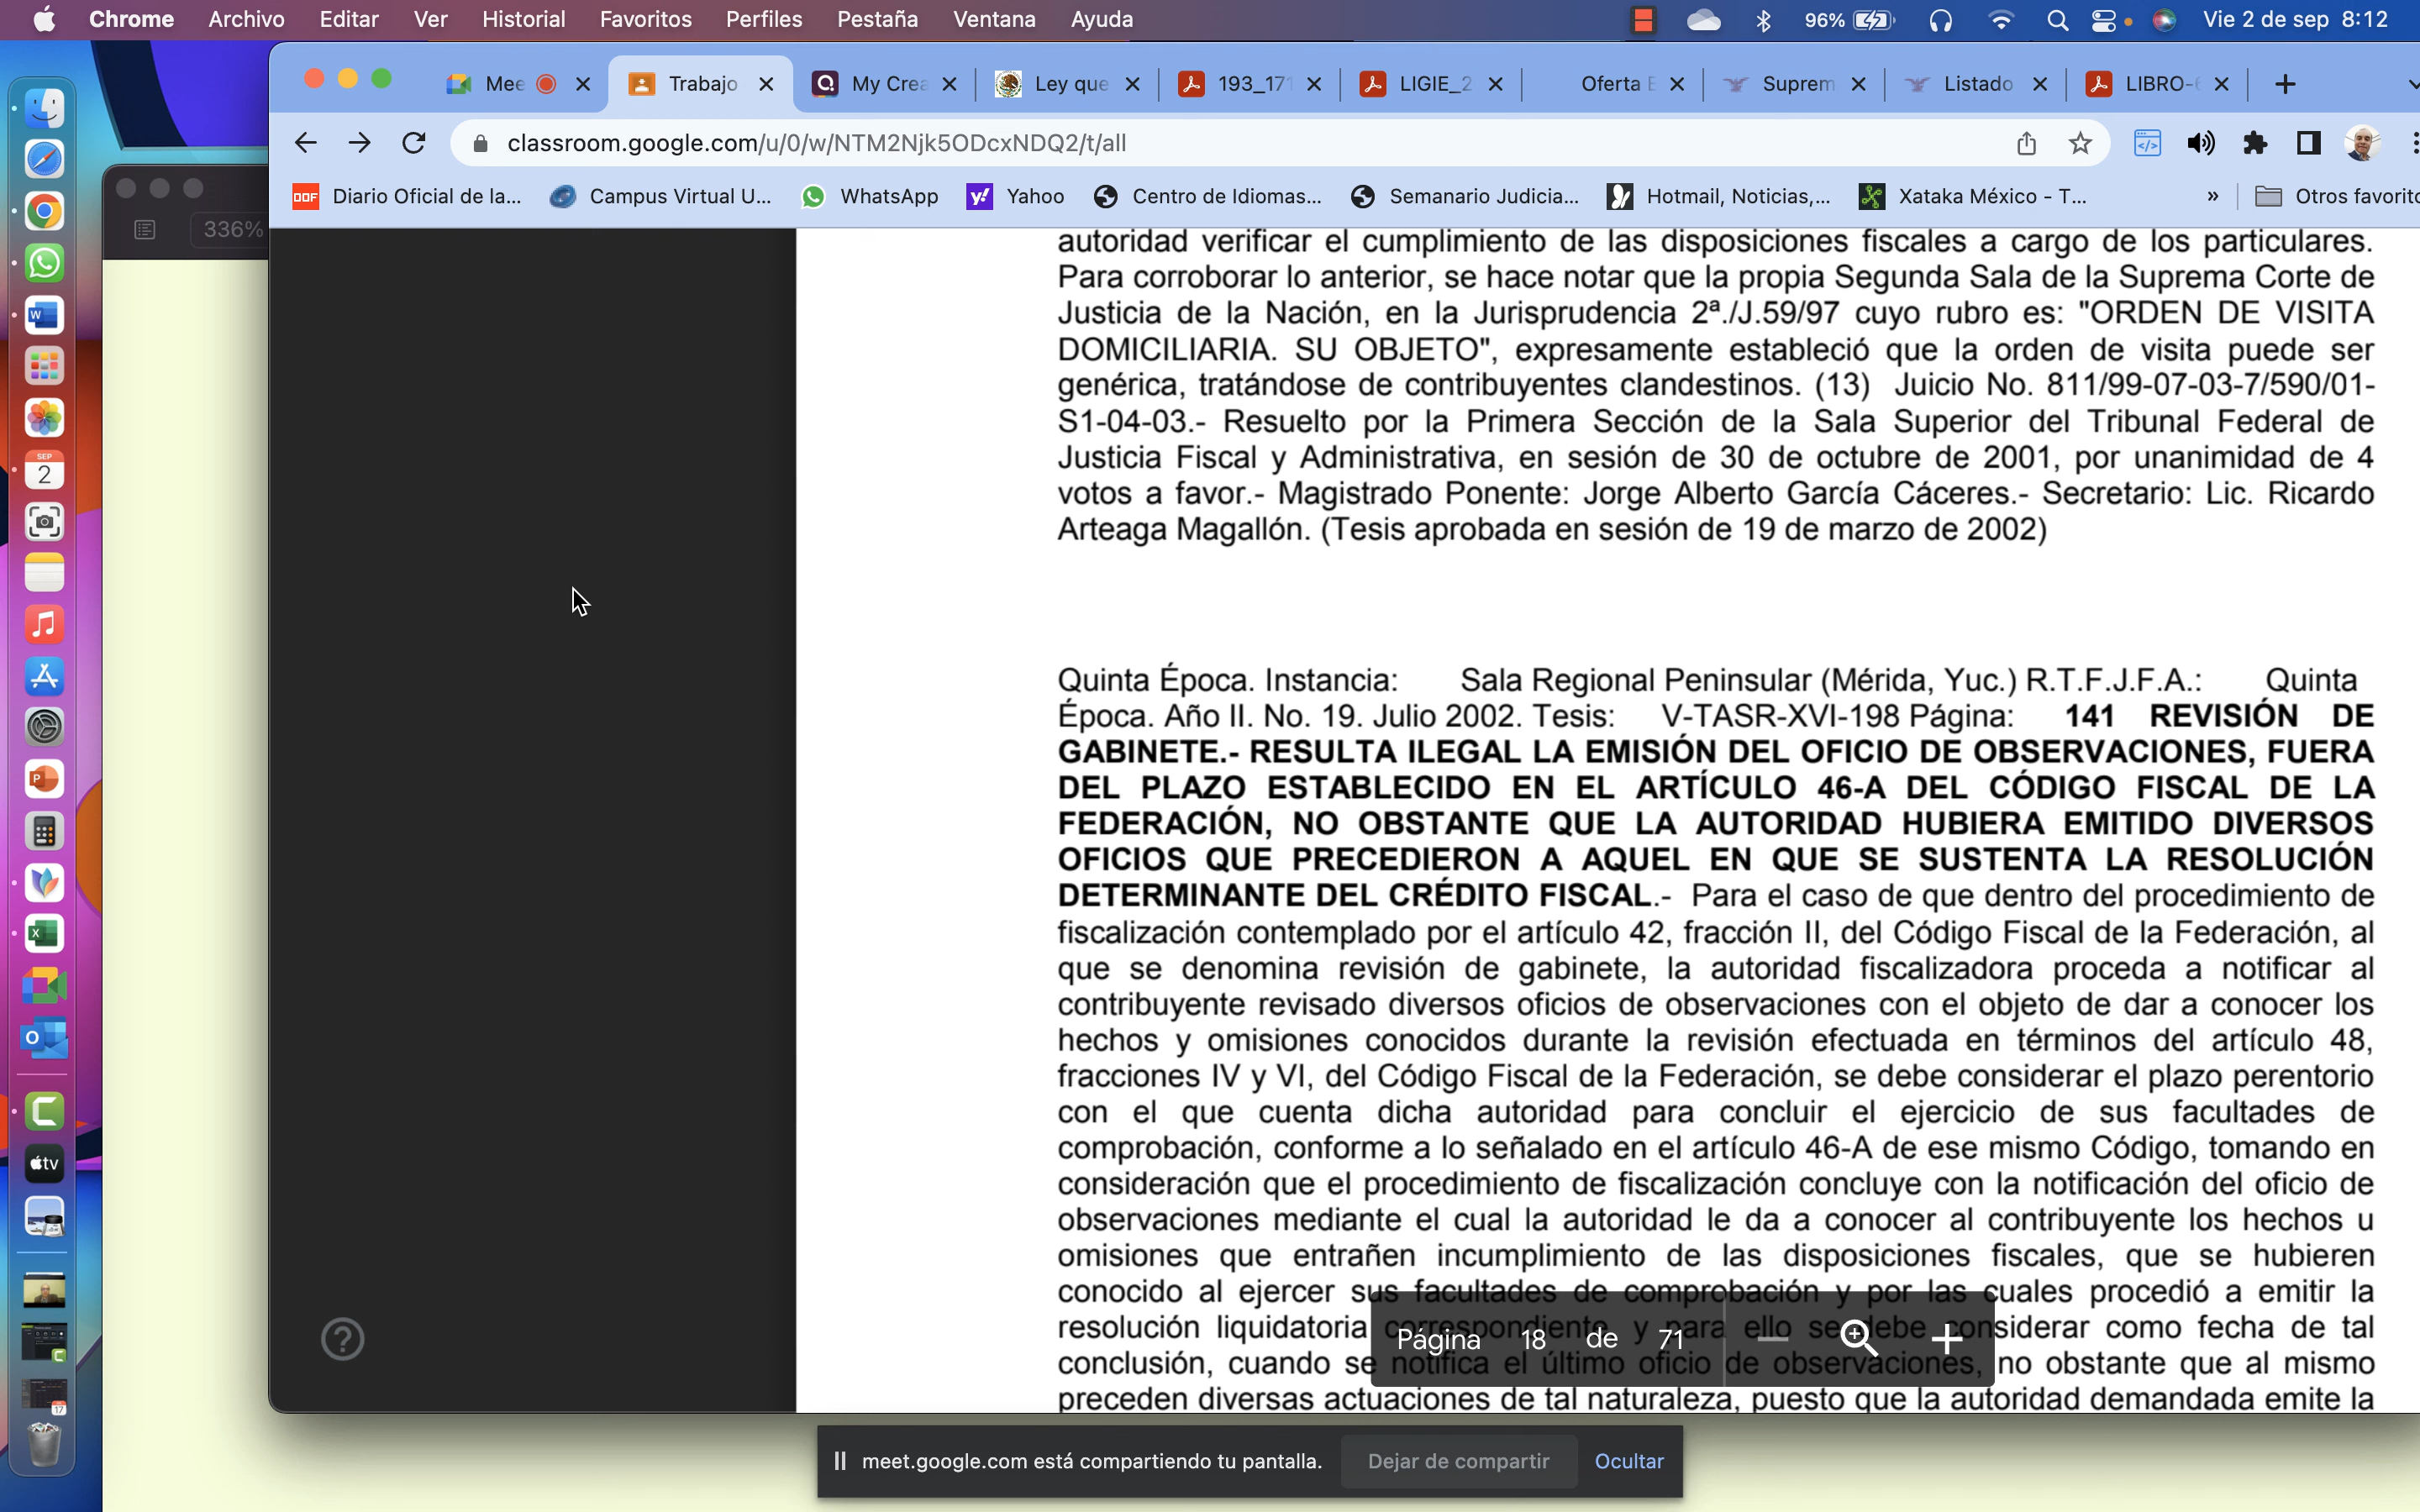 Chrome Archivo Editar Ver Historial Favoritos Perfiles Pestaña Ventana Ayuda 96% Vie 2 de sep 8:12
Mee Trabajo My Crea Ley que 193_171 LIGIE_2 Oferta E Suprem Listado LIBRO-6
classroom.google.com/u/0/w/NTM2Njk5ODcxNDQ2/t/all
DOF Diario Oficial de la... Campus Virtual U... WhatsApp Yahoo Centro de Idiomas... Semanario Judicia... Hotmail, Noticias,... Xataka México - T... » Otros favorito
336%
autoridad verificar el cumplimiento de las disposiciones fiscales a cargo de los particulares.
Para corroborar lo anterior, se hace notar que la propia Segunda Sala de la Suprema Corte de
Justicia de la Nación, en la Jurisprudencia 2ª./J.59/97 cuyo rubro es: "ORDEN DE VISITA
DOMICILIARIA. SU OBJETO", expresamente estableció que la orden de visita puede ser
genérica, tratándose de contribuyentes clandestinos. (13) Juicio No. 811/99-07-03-7/590/01-
S1-04-03.- Resuelto por la Primera Sección de la Sala Superior del Tribunal Federal de
Justicia Fiscal y Administrativa, en sesión de 30 de octubre de 2001, por unanimidad de 4
votos a favor.- Magistrado Ponente: Jorge Alberto García Cáceres.- Secretario: Lic. Ricardo
Arteaga Magallón. (Tesis aprobada en sesión de 19 de marzo de 2002)
Quinta Época. Instancia: Sala Regional Peninsular (Mérida, Yuc.) R.T.F.J.F.A.: Quinta
Época. Año II. No. 19. Julio 2002. Tesis: V-TASR-XVI-198 Página: 141 REVISIÓN DE
GABINETE.- RESULTA ILEGAL LA EMISIÓN DEL OFICIO DE OBSERVACIONES, FUERA
DEL PLAZO ESTABLECIDO EN EL ARTÍCULO 46-A DEL CÓDIGO FISCAL DE LA
FEDERACIÓN, NO OBSTANTE QUE LA AUTORIDAD HUBIERA EMITIDO DIVERSOS
OFICIOS QUE PRECEDIERON A AQUEL EN QUE SE SUSTENTA LA RESOLUCIÓN
DETERMINANTE DEL CRÉDITO FISCAL.- Para el caso de que dentro del procedimiento de
fiscalización contemplado por el artículo 42, fracción II, del Código Fiscal de la Federación, al
que se denomina revisión de gabinete, la autoridad fiscalizadora proceda a notificar al
contribuyente revisado diversos oficios de observaciones con el objeto de dar a conocer los
hechos y omisiones conocidos durante la revisión efectuada en términos del artículo 48,
fracciones IV y VI, del Código Fiscal de la Federación, se debe considerar el plazo perentorio
con el que cuenta dicha autoridad para concluir el ejercicio de sus facultades de
comprobación, conforme a lo señalado en el artículo 46-A de ese mismo Código, tomando en
consideración que el procedimiento de fiscalización concluye con la notificación del oficio de
observaciones mediante el cual la autoridad le da a conocer al contribuyente los hechos u
omisiones que entrañen incumplimiento de las disposiciones fiscales, que se hubieren
conocido al ejercer sus facultades de comprobación y por las cuales procedió a emitir la
resolución liquidatoria correspondiente y para ello se debe considerar como fecha de tal
conclusión, cuando se notifica el último oficio de observaciones, no obstante que al mismo
preceden diversas actuaciones de tal naturaleza, puesto que la autoridad demandada emite la
Página 18 de 71
meet.google.com está compartiendo tu pantalla. Dejar de compartir Ocultar
SEP
2
tv
17